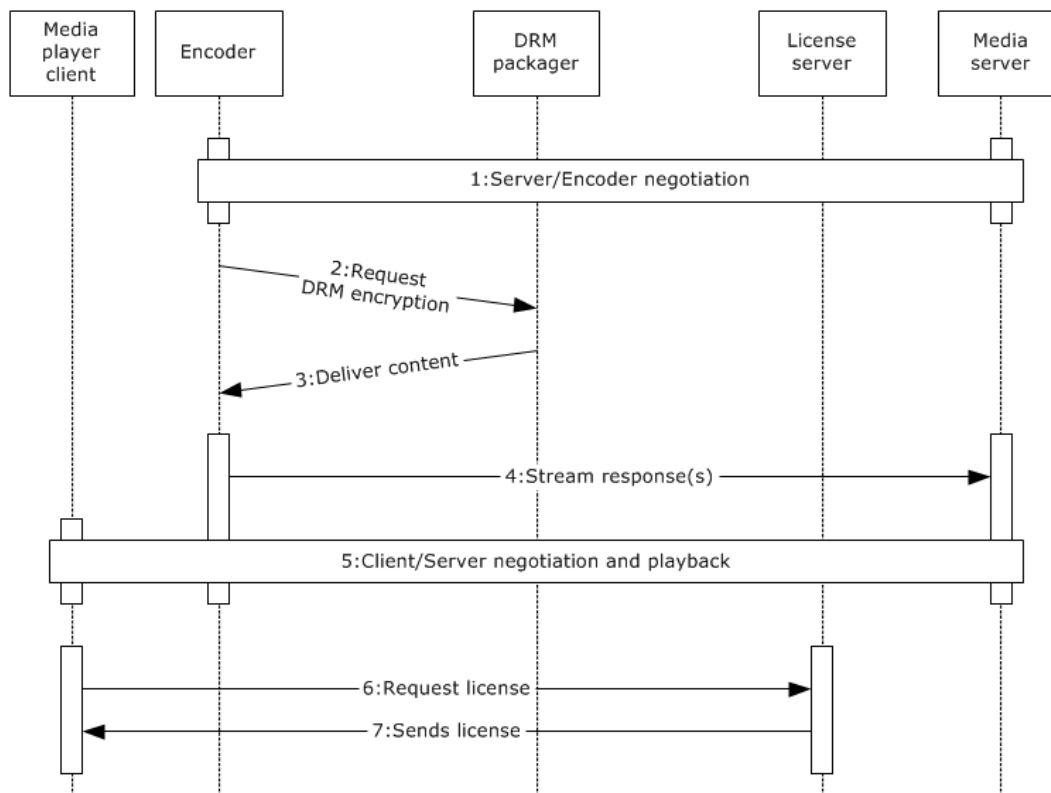 Media
player
client
Encoder
DRM
packager
License
server
Media
server
1:Server/Encoder negotiation
2:Request
DRM encryption
3:Deliver content
4:Stream response(s)
5:Client/Server negotiation and playback
6:Request license
7:Sends license